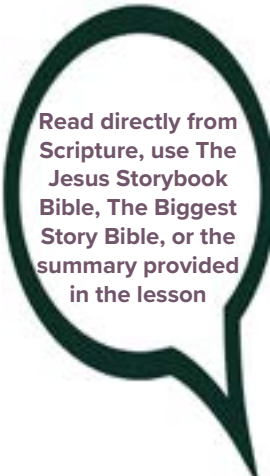 Read directly from
Scripture, use The
Jesus Storybook
Bible, The Biggest
Story Bible, or the
summary provided
in the lesson